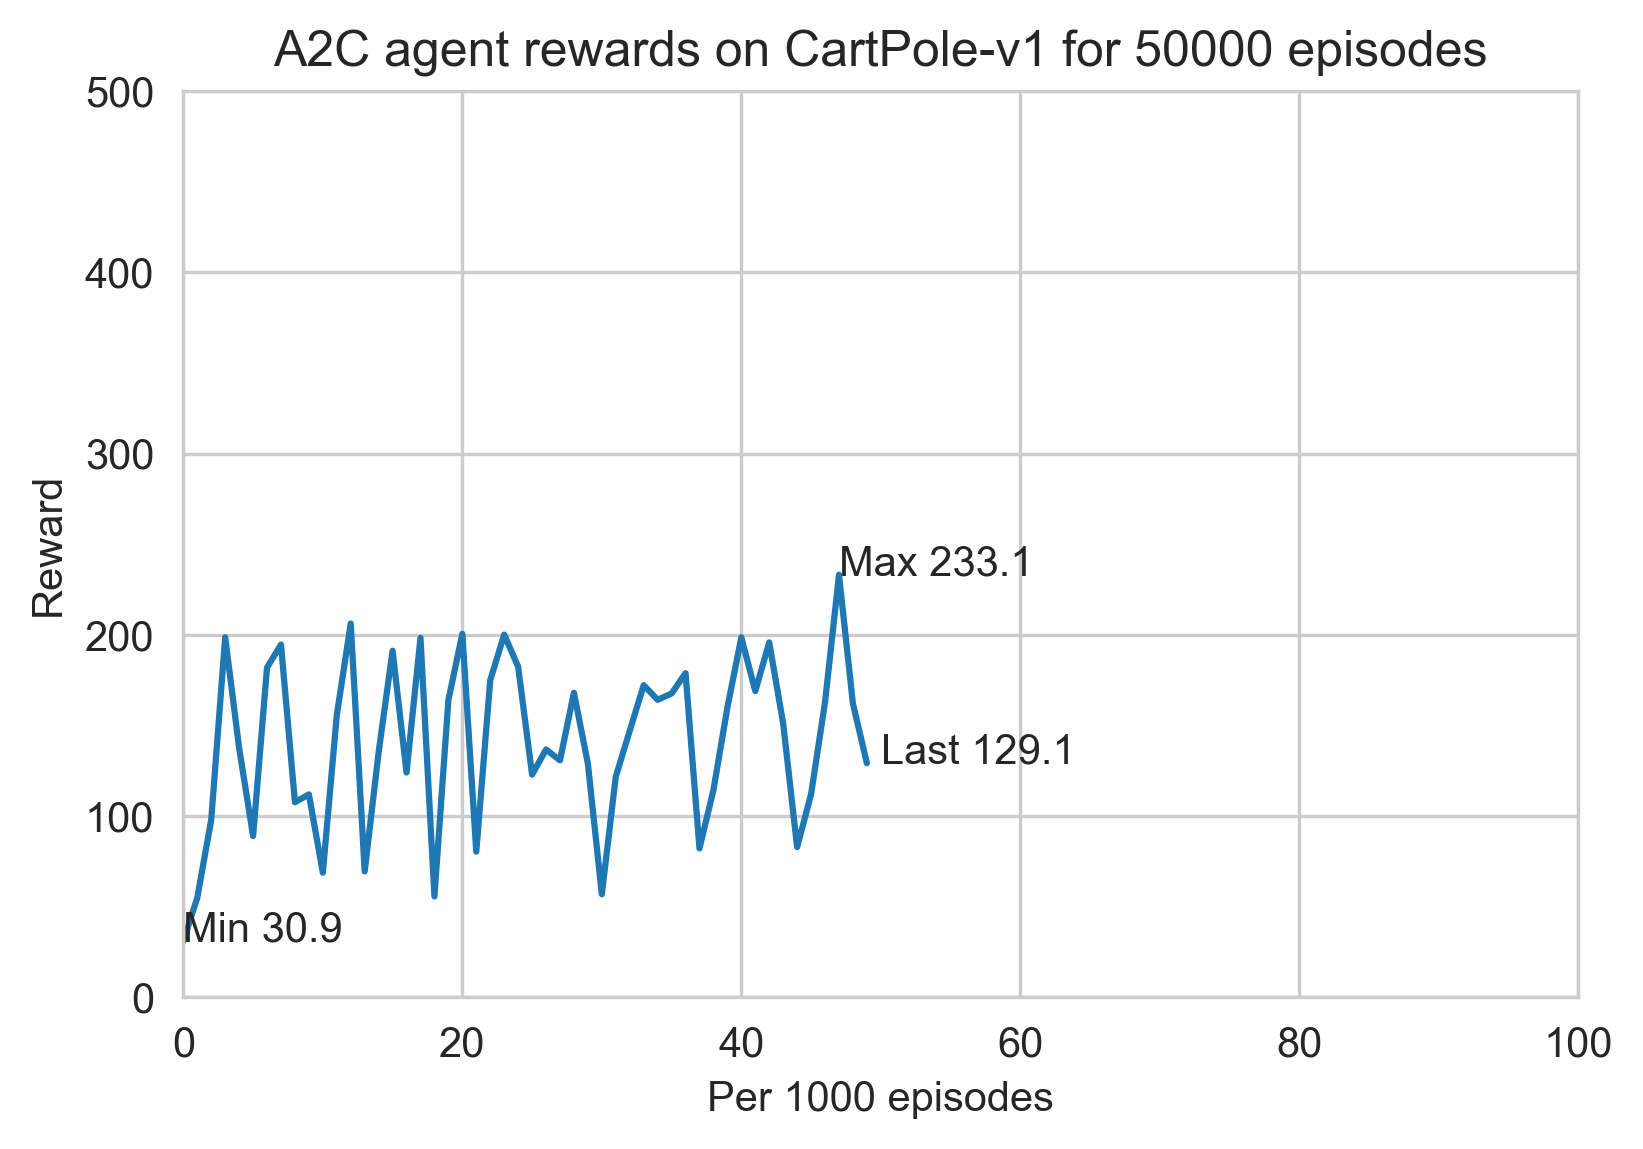 A2C agent rewards on CartPole-v1 for 50000 episodes
500
400
300
200
100
0
Reward
Max 233.1
Last 129.1
Min 30.9
0 20 40 60 80 100
Per 1000 episodes